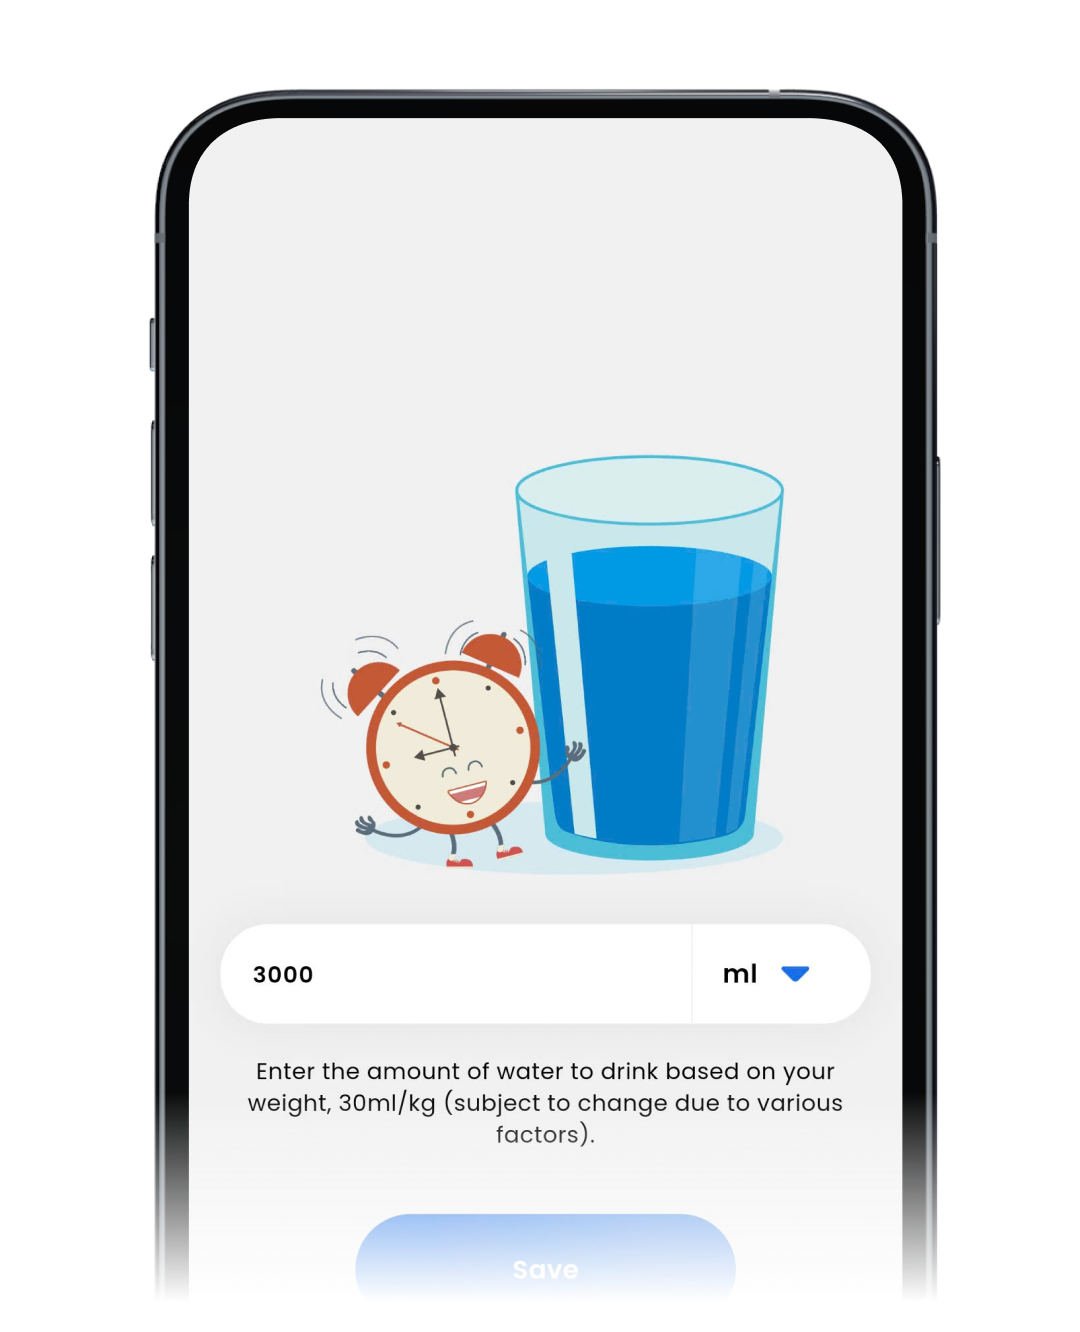 3000
ml
Enter the amount of water to drink based on your
weight, 30ml/kg (subject to change due to various
factors).
Save